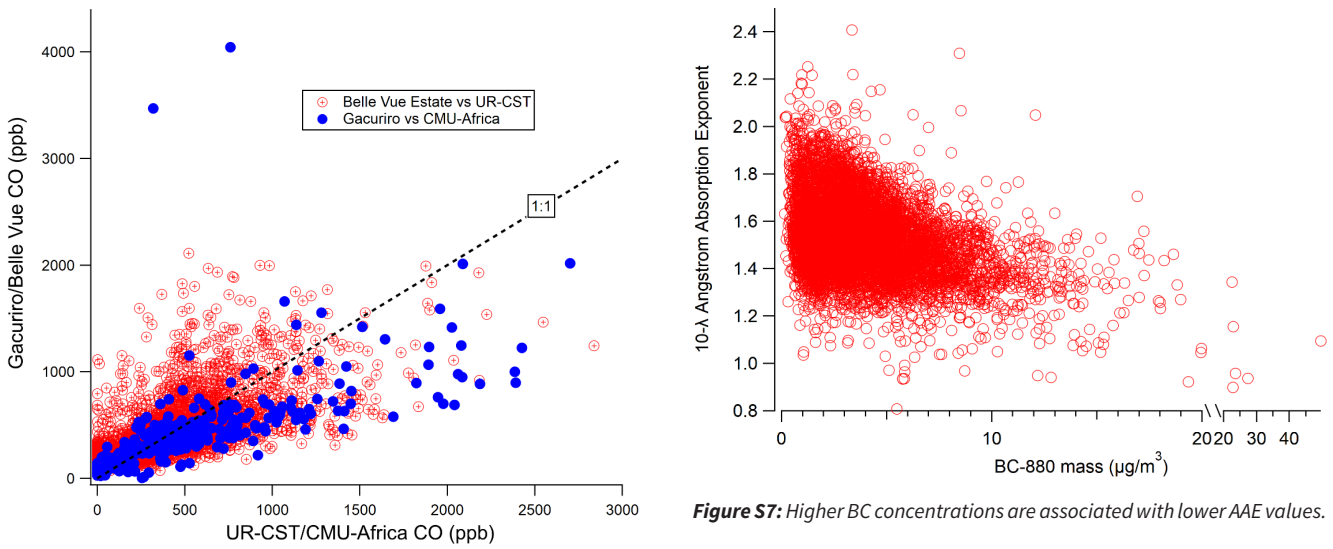 4000
3000
2000
1000
0
Gacuriro/Belle Vue CO (ppb)
Belle Vue Estate vs UR-CST
Gacuriro vs CMU-Africa
1:1
0 500 1000 1500 2000 2500 3000
UR-CST/CMU-Africa CO (ppb)
2.4
2.2
2.0
1.8
1.6
1.4
1.2
1.0
0.8
10-λ Angstrom Absorption Exponent
0 10 20 20 30 40
BC-880 mass (µg/m³)
Figure S7: Higher BC concentrations are associated with lower AAE values.